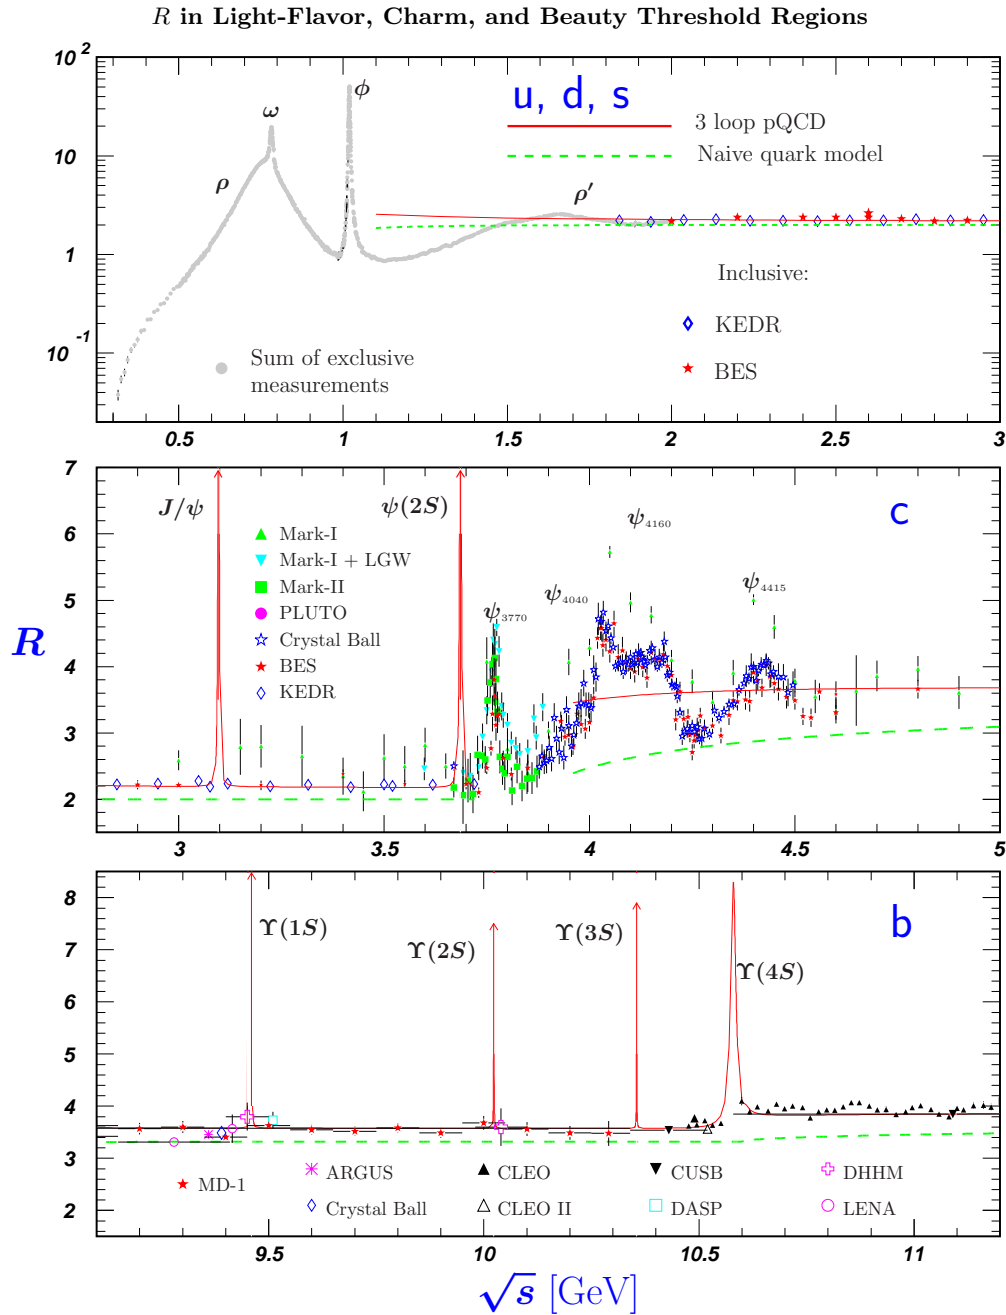 R in Light-Flavor, Charm, and Beauty Threshold Regions
10^2
10
1
10^-1
ρ
ω
ϕ
u, d, s
3 loop pQCD
Naive quark model
ρ′
Inclusive:
KEDR
BES
Sum of exclusive
measurements
0.5 1 1.5 2 2.5 3
R
7
6
5
4
3
2
J/ψ
ψ(2S)
c
Mark-I
Mark-I + LGW
Mark-II
PLUTO
Crystal Ball
BES
KEDR
ψ3770
ψ4040
ψ4160
ψ4415
3 3.5 4 4.5 5
8
7
6
5
4
3
2
ϒ(1S)
ϒ(2S)
ϒ(3S)
ϒ(4S)
b
MD-1
ARGUS
Crystal Ball
CLEO
CLEO II
CUSB
DASP
DHHM
LENA
9.5 10 10.5 11
√s [GeV]